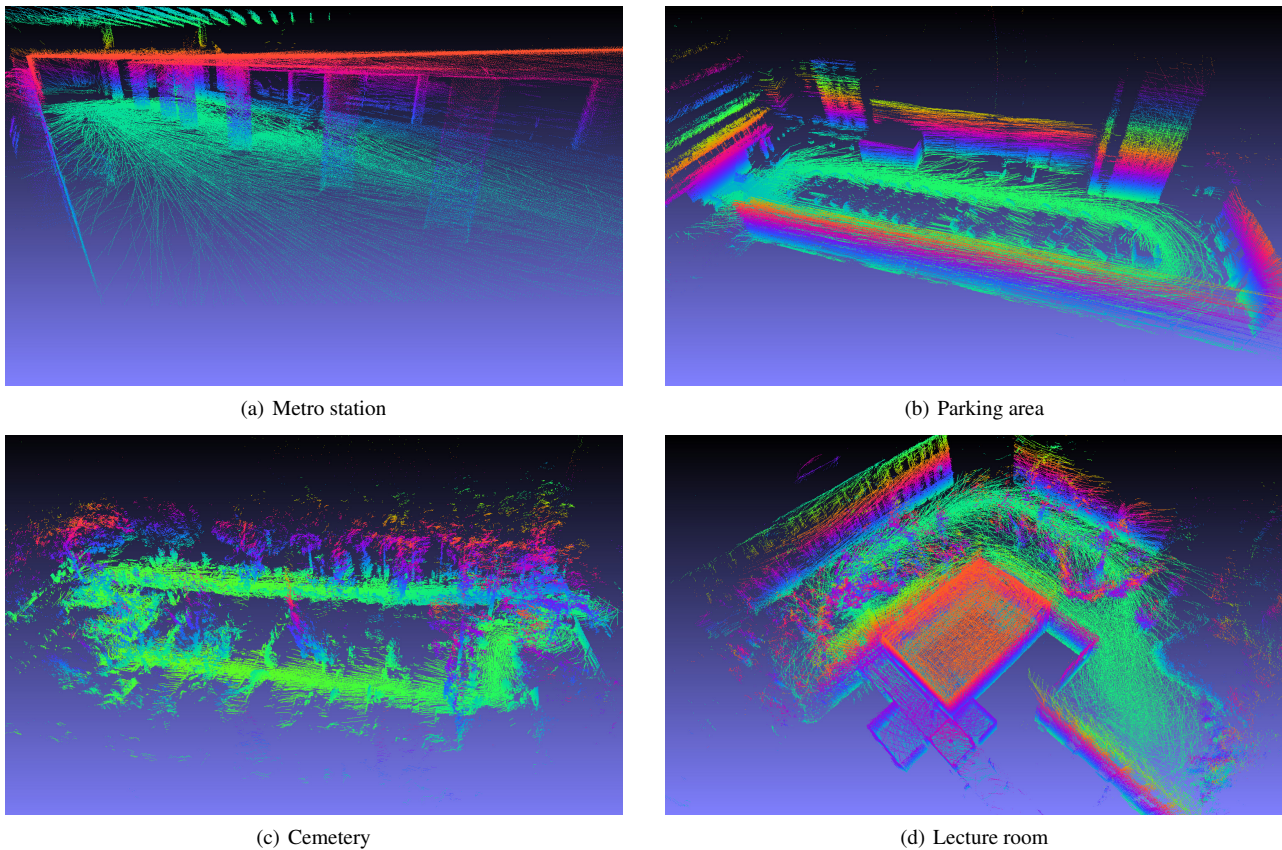 (a) Metro station
(b) Parking area
(c) Cemetery
(d) Lecture room